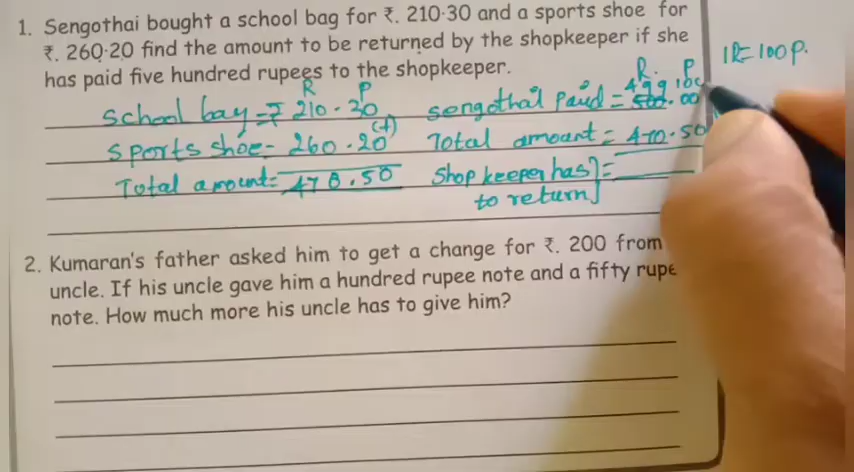 1. Sengothai bought a school bag for ₹. 210·30 and a sports shoe for
₹. 260·20 find the amount to be returned by the shopkeeper if she
has paid five hundred rupees to the shopkeeper.
1R=100P.
R P
school bag = ₹ 210.30
sports shoe = 260.20 (+)
Total amount = 470.50
R. P
499 100
sengothai paid = 500.00
Total amount = 470.50
Shop keeper has} =
to return}
2. Kumaran's father asked him to get a change for ₹. 200 from
uncle. If his uncle gave him a hundred rupee note and a fifty rupe
note. How much more his uncle has to give him?